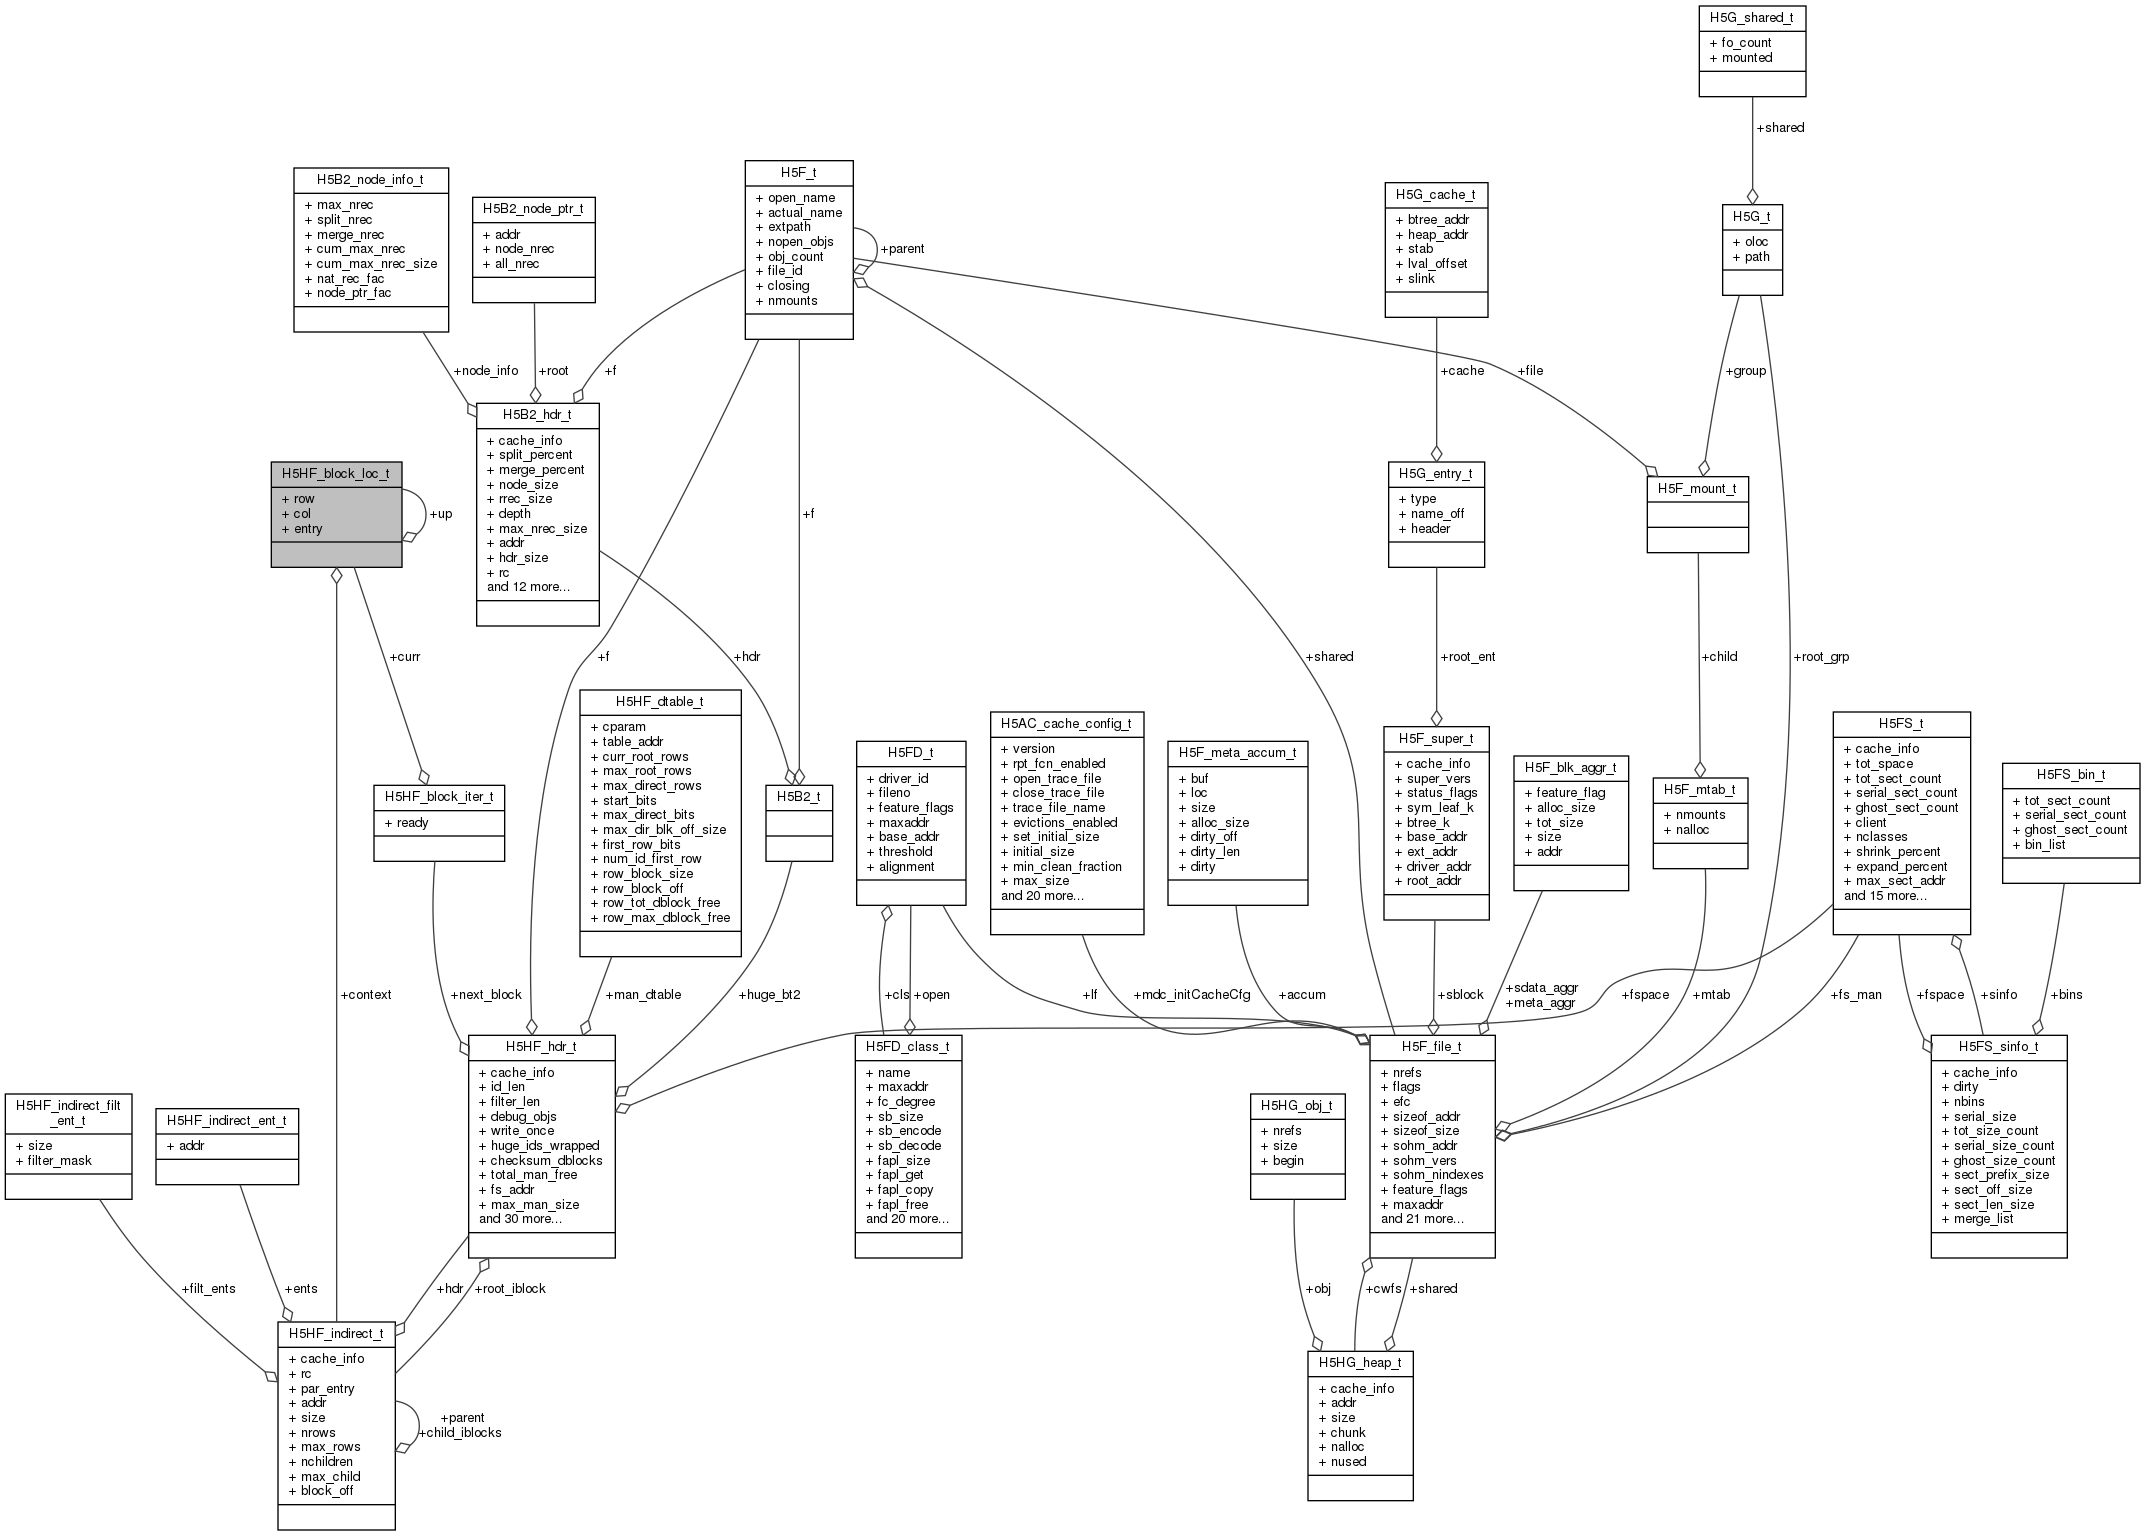 H5G_shared_t
+ fo_count
+ mounted
+shared
H5B2_node_info_t
+ max_nrec
+ split_nrec
+ merge_nrec
+ cum_max_nrec
+ cum_max_nrec_size
+ nat_rec_fac
+ node_ptr_fac
H5B2_node_ptr_t
+ addr
+ node_nrec
+ all_nrec
H5F_t
+ open_name
+ actual_name
+ extpath
+ nopen_objs
+ obj_count
+ file_id
+ closing
+ nmounts
+parent
H5G_cache_t
+ btree_addr
+ heap_addr
+ stab
+ lval_offset
+ slink
H5G_t
+ oloc
+ path
+node_info
+root
+f
+cache
+file
+group
H5B2_hdr_t
+ cache_info
+ split_percent
+ merge_percent
+ node_size
+ rrec_size
+ depth
+ max_nrec_size
+ addr
+ hdr_size
+ rc
and 12 more...
H5HF_block_loc_t
+ row
+ col
+ entry
+up
+f
H5G_entry_t
+ type
+ name_off
+ header
H5F_mount_t
+curr
+f
+hdr
+shared
+root_ent
+child
+root_grp
H5HF_dtable_t
+ cparam
+ table_addr
+ curr_root_rows
+ max_root_rows
+ max_direct_rows
+ start_bits
+ max_direct_bits
+ max_dir_blk_off_size
+ first_row_bits
+ num_id_first_row
+ row_block_size
+ row_block_off
+ row_tot_dblock_free
+ row_max_dblock_free
H5HF_block_iter_t
+ ready
H5B2_t
H5FD_t
+ driver_id
+ fileno
+ feature_flags
+ maxaddr
+ base_addr
+ threshold
+ alignment
H5AC_cache_config_t
+ version
+ rpt_fcn_enabled
+ open_trace_file
+ close_trace_file
+ trace_file_name
+ evictions_enabled
+ set_initial_size
+ initial_size
+ min_clean_fraction
+ max_size
and 20 more...
H5F_meta_accum_t
+ buf
+ loc
+ size
+ alloc_size
+ dirty_off
+ dirty_len
+ dirty
H5F_super_t
+ cache_info
+ super_vers
+ status_flags
+ sym_leaf_k
+ btree_k
+ base_addr
+ ext_addr
+ driver_addr
+ root_addr
H5F_blk_aggr_t
+ feature_flag
+ alloc_size
+ tot_size
+ size
+ addr
H5F_mtab_t
+ nmounts
+ nalloc
H5FS_t
+ cache_info
+ tot_space
+ tot_sect_count
+ serial_sect_count
+ ghost_sect_count
+ client
+ nclasses
+ shrink_percent
+ expand_percent
+ max_sect_addr
and 15 more...
H5FS_bin_t
+ tot_sect_count
+ serial_sect_count
+ ghost_sect_count
+ bin_list
+context
+next_block
+man_dtable
+huge_bt2
+cls
+open
+lf
+mdc_initCacheCfg
+accum
+sblock
+sdata_aggr
+meta_aggr
+fspace
+mtab
+fs_man
+fspace
+sinfo
+bins
H5HF_hdr_t
+ cache_info
+ id_len
+ filter_len
+ debug_objs
+ write_once
+ huge_ids_wrapped
+ checksum_dblocks
+ total_man_free
+ fs_addr
+ max_man_size
and 30 more...
H5FD_class_t
+ name
+ maxaddr
+ fc_degree
+ sb_size
+ sb_encode
+ sb_decode
+ fapl_size
+ fapl_get
+ fapl_copy
+ fapl_free
and 20 more...
H5F_file_t
+ nrefs
+ flags
+ efc
+ sizeof_addr
+ sizeof_size
+ sohm_addr
+ sohm_vers
+ sohm_nindexes
+ feature_flags
+ maxaddr
and 21 more...
H5FS_sinfo_t
+ cache_info
+ dirty
+ nbins
+ serial_size
+ tot_size_count
+ serial_size_count
+ ghost_size_count
+ sect_prefix_size
+ sect_off_size
+ sect_len_size
+ merge_list
H5HF_indirect_filt
_ent_t
+ size
+ filter_mask
H5HF_indirect_ent_t
+ addr
H5HG_obj_t
+ nrefs
+ size
+ begin
+filt_ents
+ents
+hdr
+root_iblock
+obj
+cwfs
+shared
H5HF_indirect_t
+ cache_info
+ rc
+ par_entry
+ addr
+ size
+ nrows
+ max_rows
+ nchildren
+ max_child
+ block_off
+parent
+child_iblocks
H5HG_heap_t
+ cache_info
+ addr
+ size
+ chunk
+ nalloc
+ nused